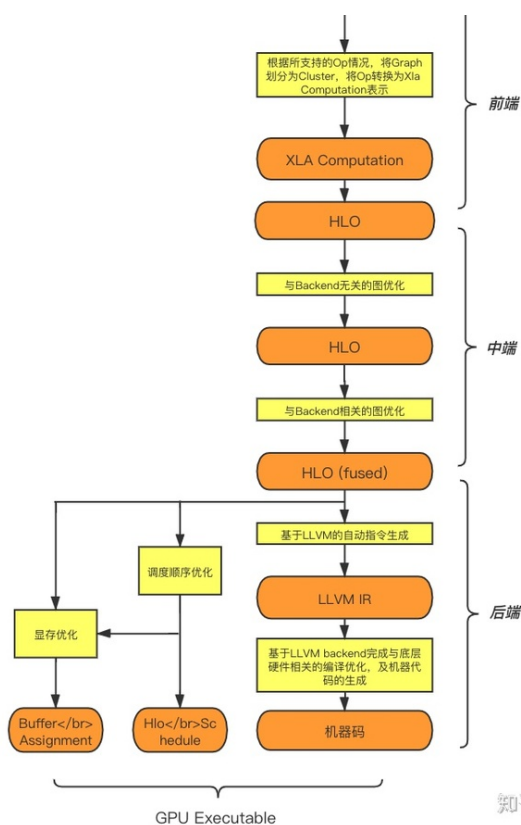 根据所支持的Op情况，将Graph
划分为Cluster，将Op转换为Xla
Computation表示
前端
XLA Computation
HLO
与Backend无关的图优化
HLO
中端
与Backend相关的图优化
HLO (fused)
基于LLVM的自动指令生成
调度顺序优化
LLVM IR
后端
显存优化
基于LLVM backend完成与底层
硬件相关的编译优化，及机器代
码的生成
Buffer</br>
Assignment
Hlo</br>Sc
hedule
机器码
GPU Executable
知